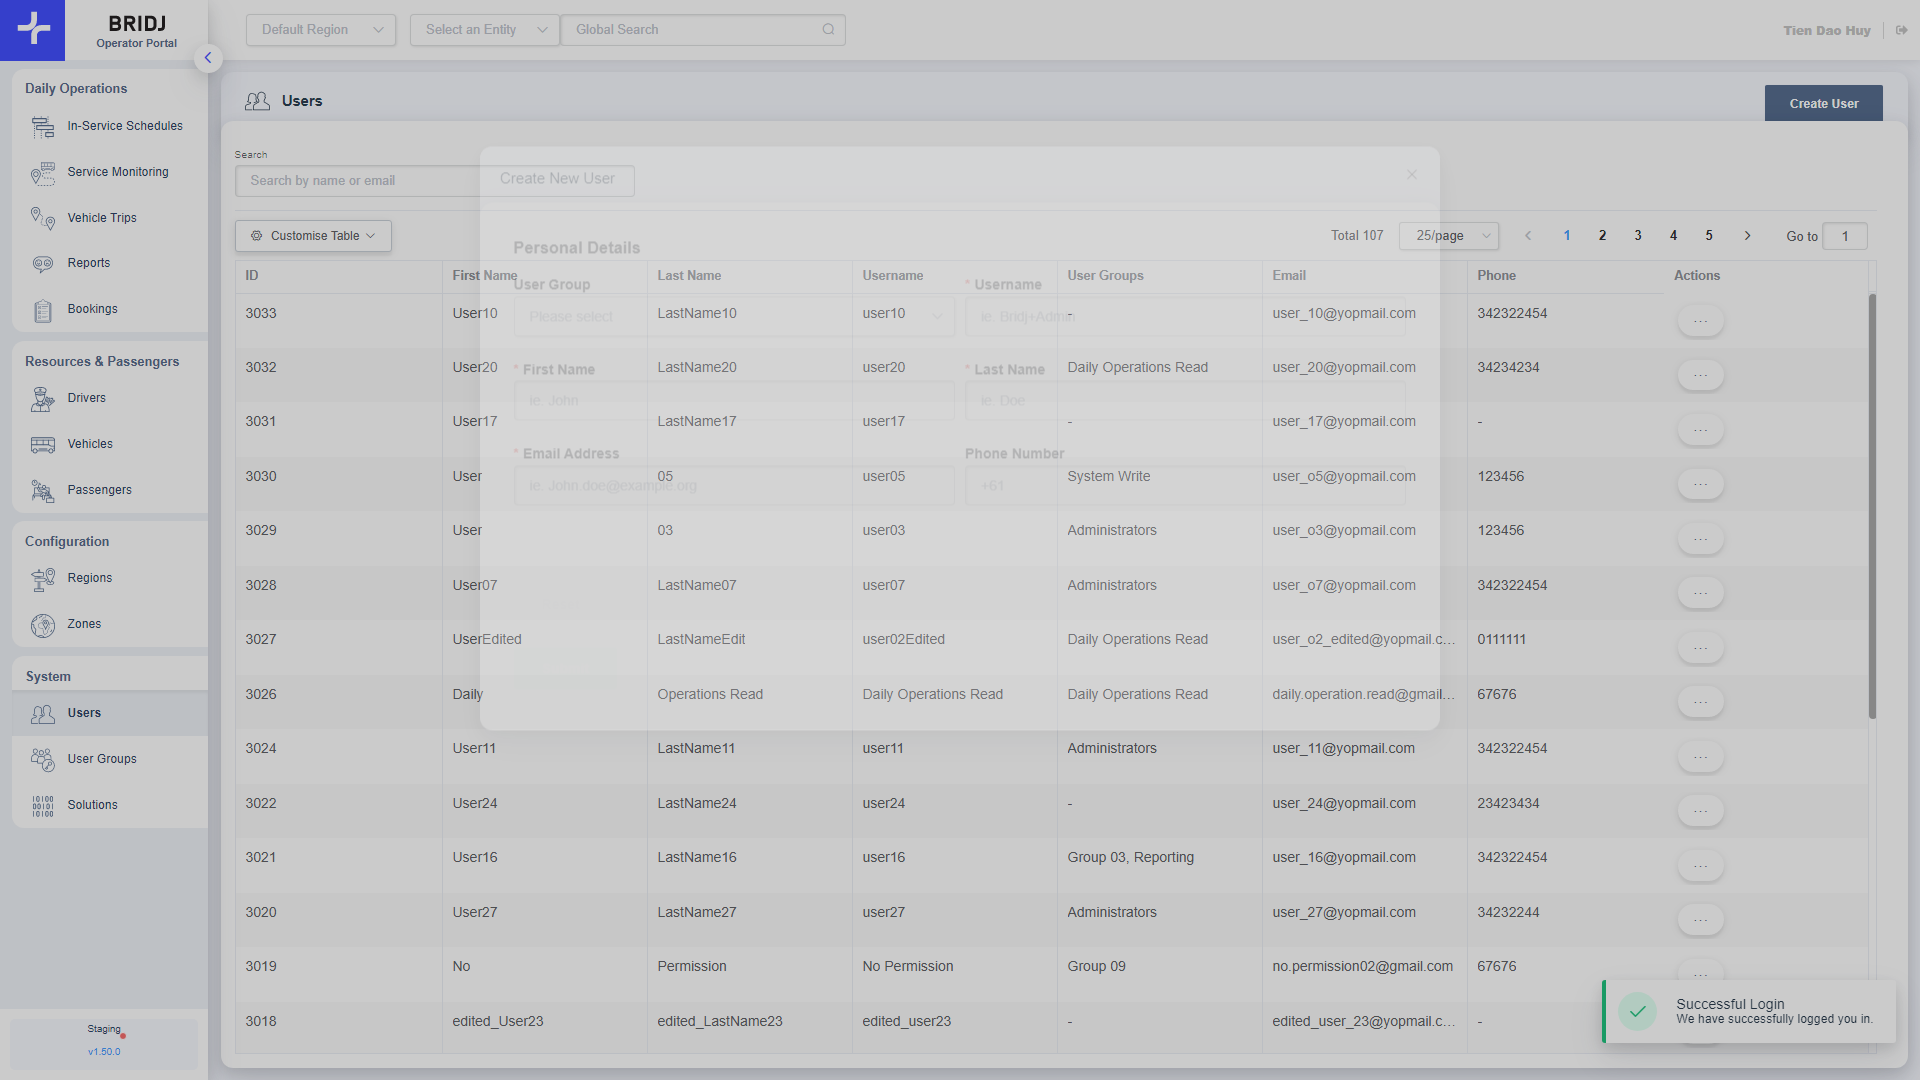 BRIDJ
Operator Portal
Default Region
Select an Entity
Global Search
Tien Dao Huy
Daily Operations
In-Service Schedules
Service Monitoring
Vehicle Trips
Reports
Bookings
Resources & Passengers
Drivers
Vehicles
Passengers
Configuration
Regions
Zones
System
Users
User Groups
Solutions
Staging
v1.50.0
Users
Create User
Search
Search by name or email
Create New User
Customise Table
Total 107
25/page
1 2 3 4 5
Go to 1
Personal Details
User Group
Please select
* Username
ie. Bridj+Admin
* First Name
ie. John
* Last Name
ie. Doe
* Email Address
ie. John.doe@example.org
Phone Number
+61
ID First Name Last Name Username User Groups Email Phone Actions
3033 User10 LastName10 user10 - user_10@yopmail.com 342322454 ...
3032 User20 LastName20 user20 Daily Operations Read user_20@yopmail.com 34234234 ...
3031 User17 LastName17 user17 - user_17@yopmail.com - ...
3030 User 05 user05 System Write user_o5@yopmail.com 123456 ...
3029 User 03 user03 Administrators user_o3@yopmail.com 123456 ...
3028 User07 LastName07 user07 Administrators user_o7@yopmail.com 342322454 ...
3027 UserEdited LastNameEdit user02Edited Daily Operations Read user_o2_edited@yopmail.c... 0111111 ...
3026 Daily Operations Read Daily Operations Read Daily Operations Read daily.operation.read@gmail... 67676 ...
3024 User11 LastName11 user11 Administrators user_11@yopmail.com 342322454 ...
3022 User24 LastName24 user24 - user_24@yopmail.com 23423434 ...
3021 User16 LastName16 user16 Group 03, Reporting user_16@yopmail.com 342322454 ...
3020 User27 LastName27 user27 Administrators user_27@yopmail.com 34232244 ...
3019 No Permission No Permission Group 09 no.permission02@gmail.com 67676 ...
3018 edited_User23 edited_LastName23 edited_user23 - edited_user_23@yopmail.c... -
Successful Login
We have successfully logged you in.